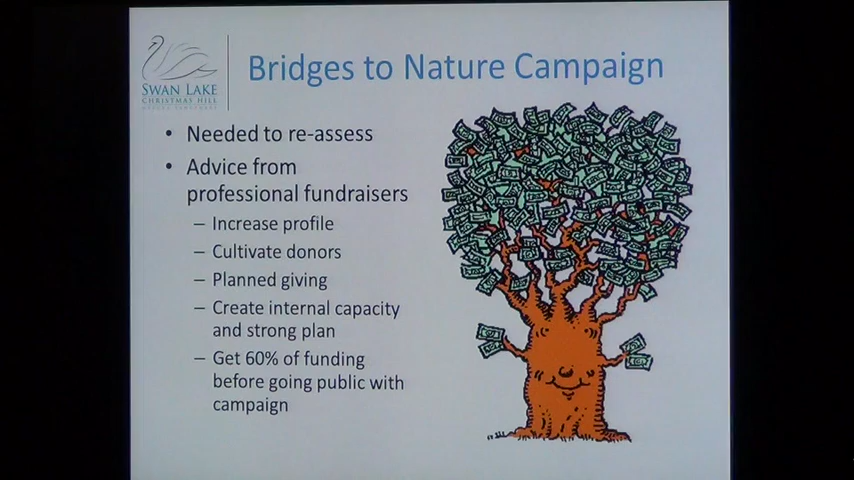 Bridges to Nature Campaign
SWAN LAKE
CHRISTMAS HILL
• Needed to re-assess
• Advice from
professional fundraisers
– Increase profile
– Cultivate donors
– Planned giving
– Create internal capacity
and strong plan
– Get 60% of funding
before going public with
campaign